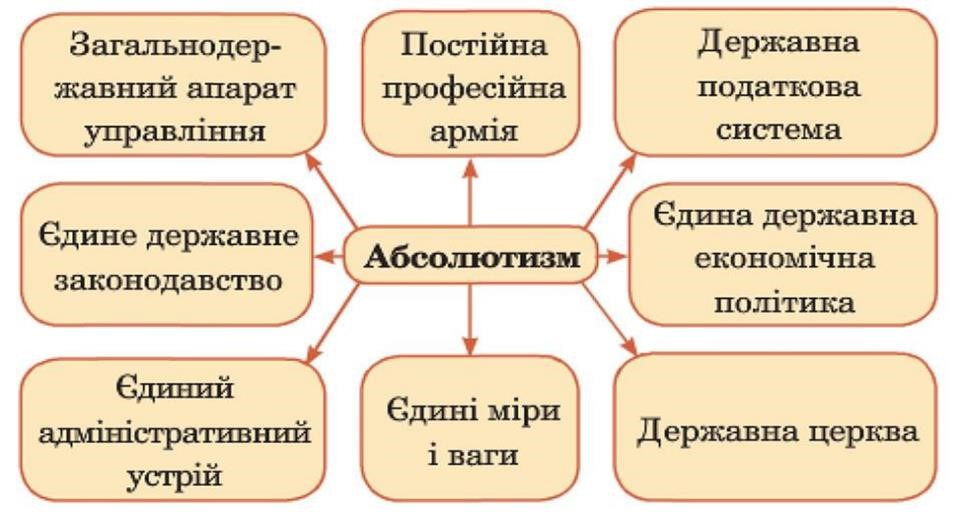 Загальнодер-
жавний апарат
управління
Постійна
професійна
армія
Державна
податкова
система
Єдине державне
законодавство
Абсолютизм
Єдина державна
економічна
політика
Єдиний
адміністративний
устрій
Єдині міри
і ваги
Державна церква